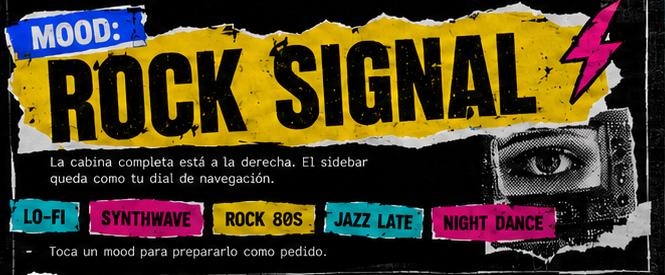 MOOD:
ROCK SIGNAL
La cabina completa está a la derecha. El sidebar
queda como tu dial de navegación.
LO-FI
SYNTHWAVE
ROCK 80S
JAZZ LATE
NIGHT DANCE
- Toca un mood para prepararlo como pedido.